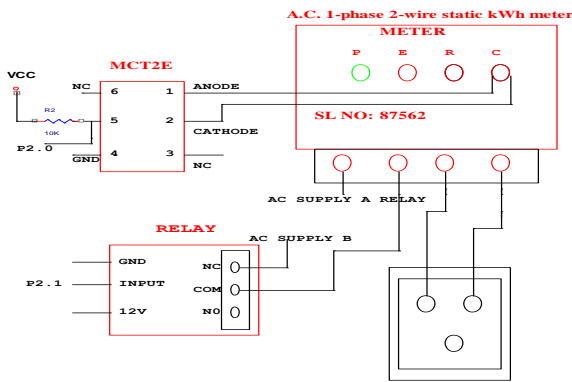 A.C. 1-phase 2-wire static kWh meter
METER
P E R C
MCT2E
VCC
NC 6 1 ANODE
R2
5 2
10K
CATHODE
SL NO: 87562
P2.0
GND 4 3 NC
AC SUPPLY A RELAY
RELAY
AC SUPPLY B
GND NC
P2.1 INPUT COM
12V N0